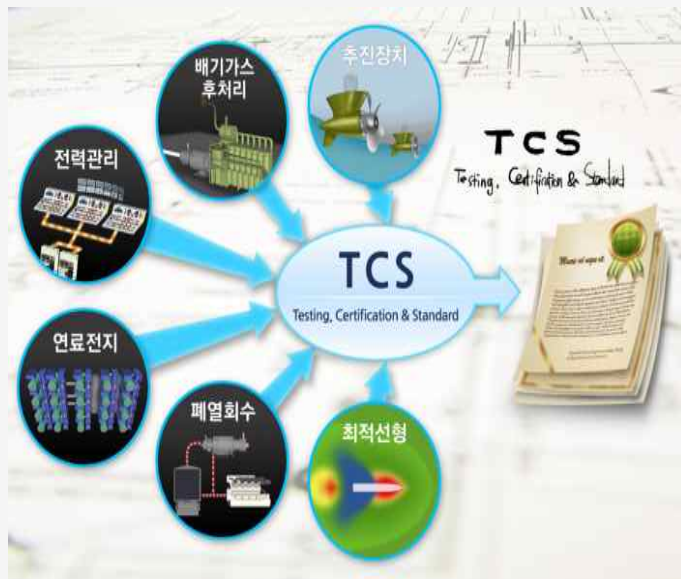 배기가스
후처리
추진장치
전력관리
TCS
Testing, Certification & Standard
TCS
Testing, Certification & Standard
연료전지
폐열회수
최적선형